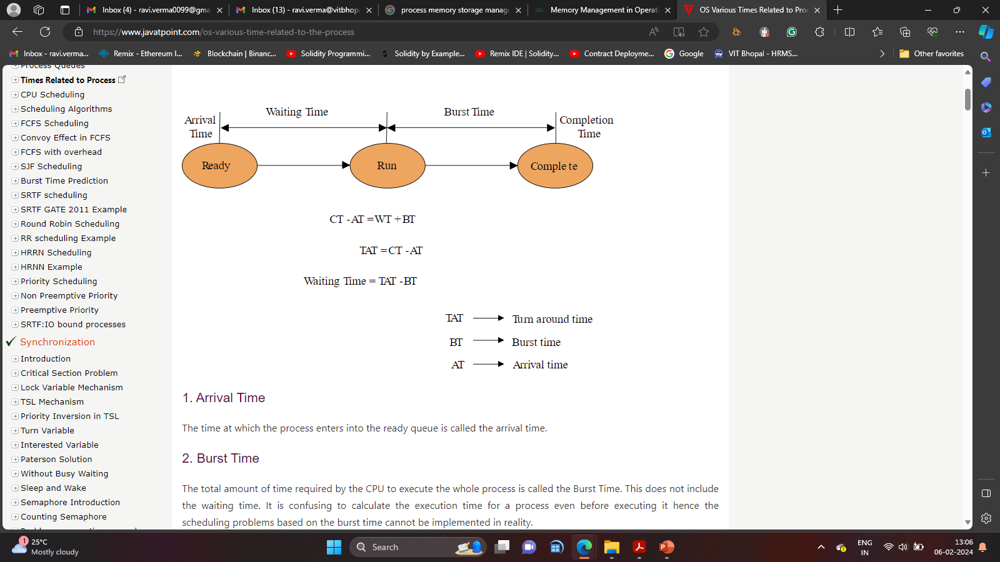 Inbox (4) - ravi.verma0099@gma
Inbox (13) - ravi.verma@vitbhopa
process memory storage manage
Memory Management in Operati
OS Various Times Related to Proc
https://www.javatpoint.com/os-various-time-related-to-the-process
Inbox - ravi.verma...
Remix - Ethereum I...
Blockchain | Binanc...
Solidity Programmi...
Solidity by Example...
Remix IDE | Solidity...
Contract Deployme...
Google
VIT Bhopal - HRMS...
Other favorites
Process Queues
Times Related to Process
CPU Scheduling
Scheduling Algorithms
FCFS Scheduling
Convoy Effect in FCFS
FCFS with overhead
SJF Scheduling
Burst Time Prediction
SRTF scheduling
SRTF GATE 2011 Example
Round Robin Scheduling
RR scheduling Example
HRRN Scheduling
HRNN Example
Priority Scheduling
Non Preemptive Priority
Preemptive Priority
SRTF:IO bound processes
Synchronization
Introduction
Critical Section Problem
Lock Variable Mechanism
TSL Mechanism
Priority Inversion in TSL
Turn Variable
Interested Variable
Paterson Solution
Without Busy Waiting
Sleep and Wake
Semaphore Introduction
Counting Semaphore
Arrival
Time
Waiting Time
Burst Time
Completion
Time
Ready
Run
Comple te
CT - AT = WT + BT
TAT = CT - AT
Waiting Time = TAT - BT
TAT
Turn around time
BT
Burst time
AT
Arrival time
1. Arrival Time
The time at which the process enters into the ready queue is called the arrival time.
2. Burst Time
The total amount of time required by the CPU to execute the whole process is called the Burst Time. This does not include
the waiting time. It is confusing to calculate the execution time for a process even before executing it hence the
scheduling problems based on the burst time cannot be implemented in reality.
1
25°C
Mostly cloudy
Search
ENG
IN
13:06
06-02-2024